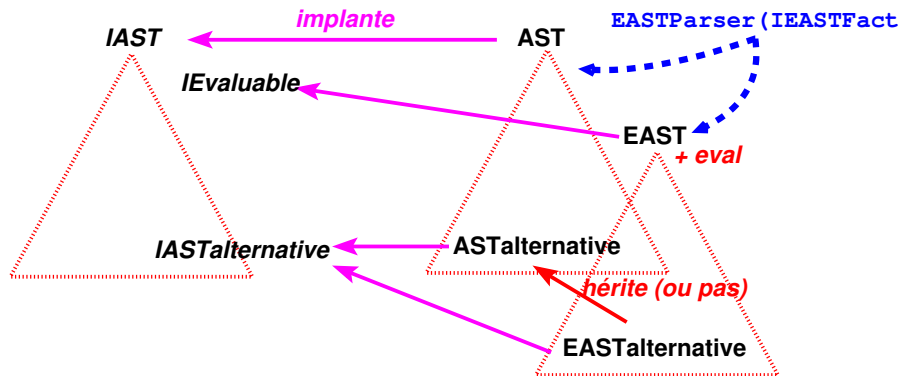 implante
EASTParser(IEASTFact
IAST
AST
IEvaluable
EAST
+ eval
IASTalternative
ASTalternative
hérite (ou pas)
EASTalternative